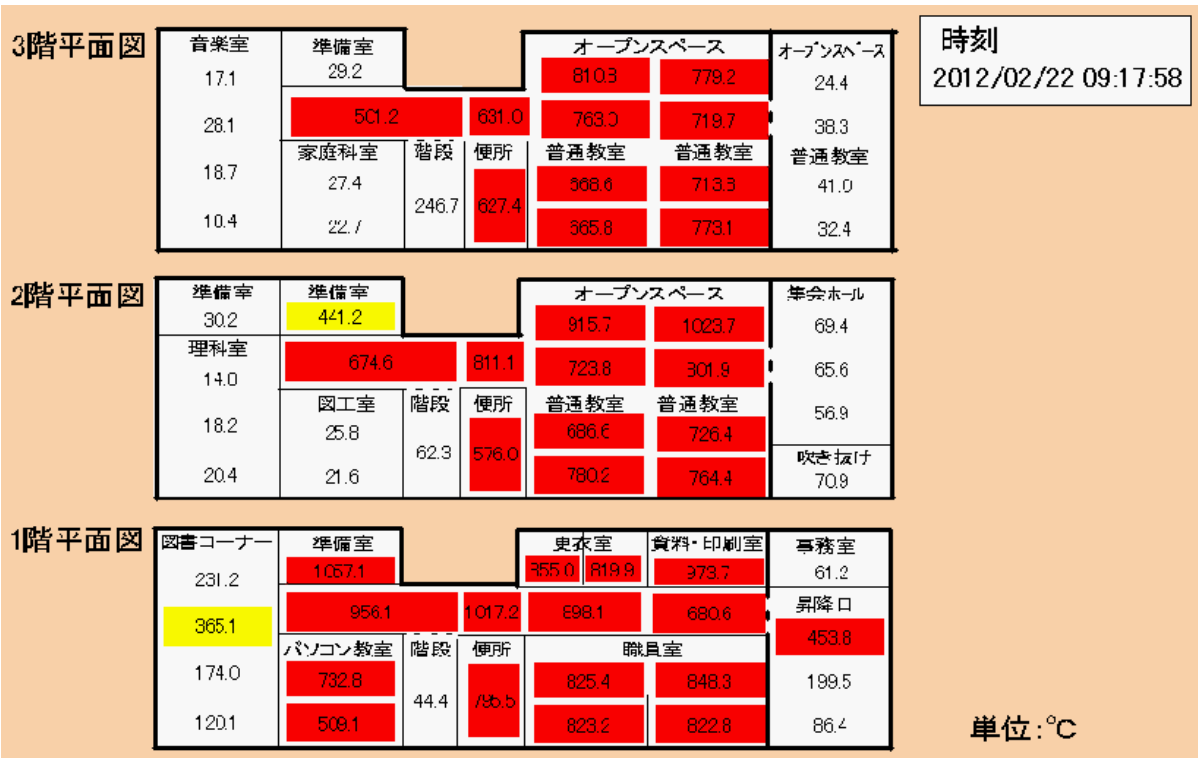 3階平面図
音楽室 準備室 オープンスペース オープンスペース
時刻
2012/02/22 09:17:58
17.1 29.2 810.3 779.2 24.4
28.1 501.2 631.0 763.0 719.7 38.3
家庭科室 階段 便所 普通教室 普通教室 普通教室
18.7 27.4 713.3 41.0
246.7 627.4
10.4 22.7 773.1 32.4
2階平面図
準備室 準備室 オープンスペース 集会ホール
30.2 441.2 915.7 1023.7 69.4
理科室
674.6 811.1 723.8 65.6
14.0
図工室 階段 便所 普通教室 普通教室
56.9
18.2 25.8 686.6 726.4
62.3 576.0
吹き抜け
20.4 21.6 780.2 764.4 70.9
1階平面図
図書コーナー 準備室 更衣室 資料・印刷室 事務室
231.2 1057.1 819.9 973.7 61.2
昇降口
365.1 956.1 1017.2 898.1 680.6
453.8
パソコン教室 階段 便所 職員室
174.0 732.8 825.4 848.3 199.5
44.4 795.5
120.1 509.1 823.2 822.8 86.4
単位:℃